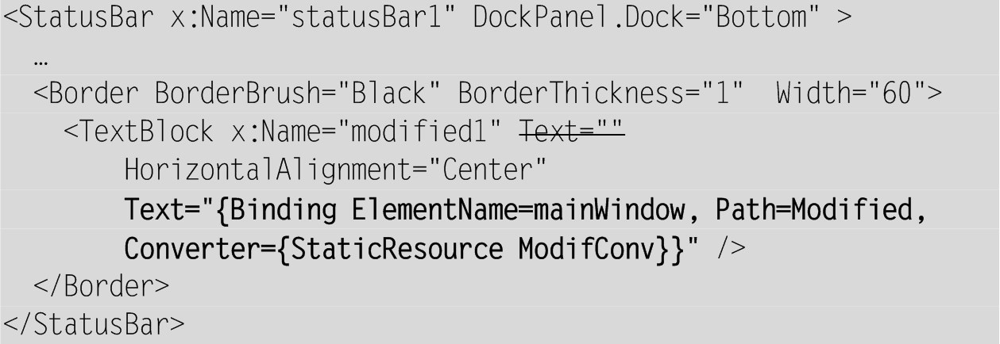 <StatusBar x:Name="statusBar1" DockPanel.Dock="Bottom" >
…
<Border BorderBrush="Black" BorderThickness="1"  Width="60">
<TextBlock x:Name="modified1" Text=""
HorizontalAlignment="Center"
Text="{Binding ElementName=mainWindow, Path=Modified,
Converter={StaticResource ModifConv}}" />
</Border>
</StatusBar>